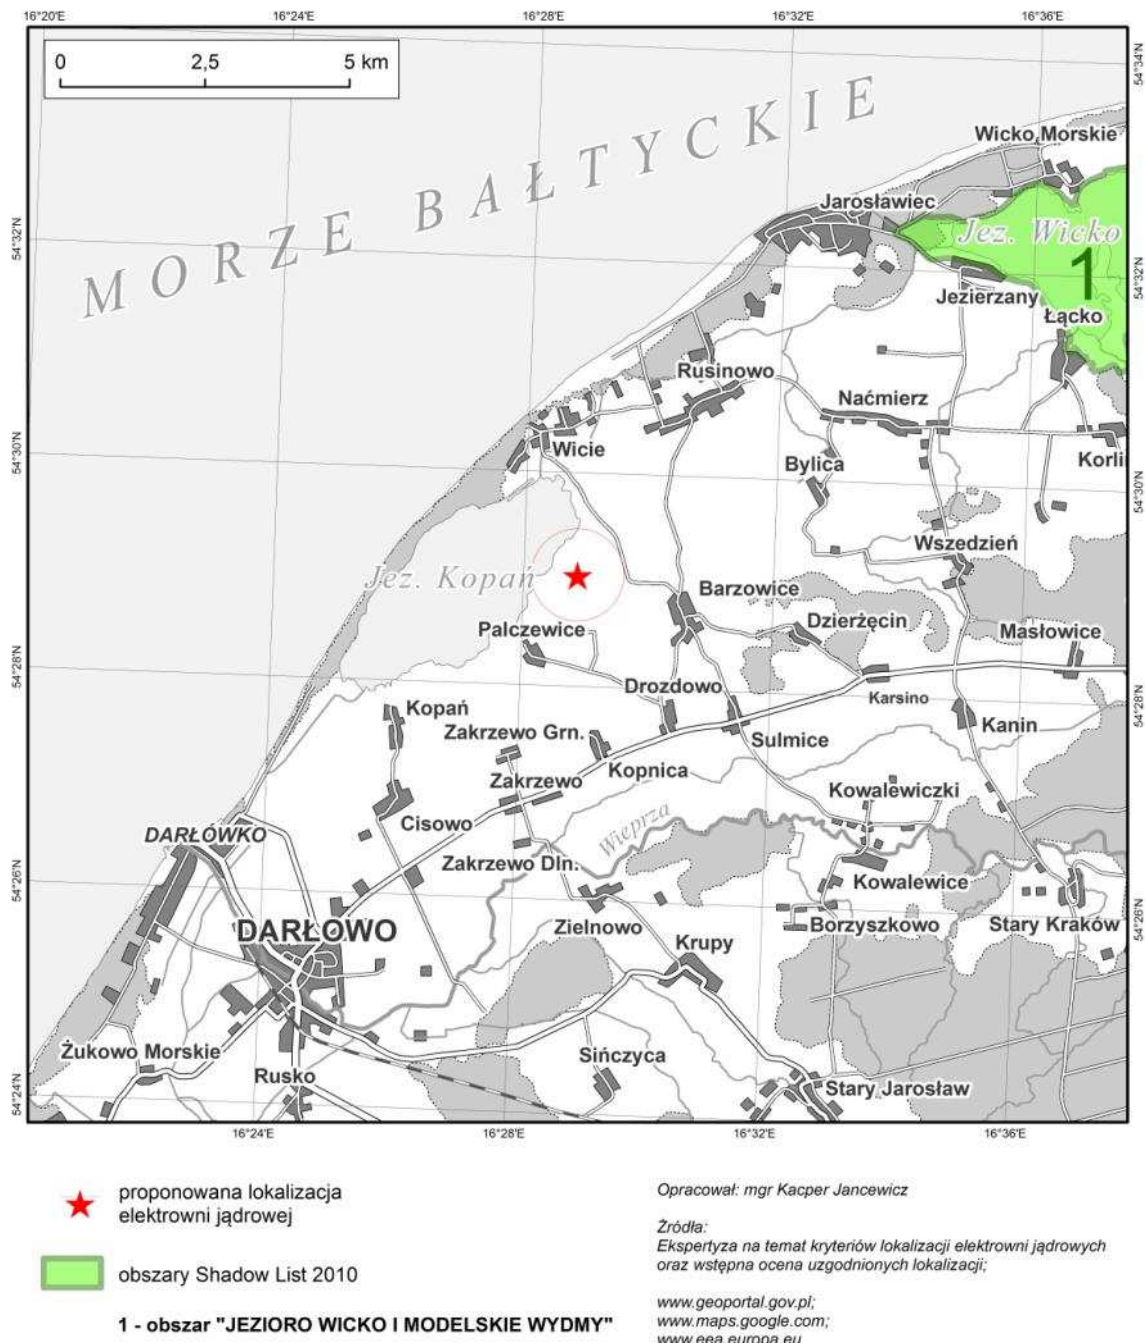 16°20'E 16°24'E 16°28'E 16°32'E 16°36'E
0 2,5 5 km
54°34'N
MORZE BAŁTYCKIE
Wicko Morskie
Jarosławiec
Jez. Wicko
1
54°32'N
54°32'N
Jezierzany
Łącko
Rusinowo
Naćmierz
Wicie
Bylica
Korli
54°30'N
54°30'N
Wszedzień
Jez. Kopań
Barzowice
Palczewice
Dzierżęcin
Masłowice
54°28'N
54°28'N
Drozdowo
Karsino
Kopań
Zakrzewo Grn.
Sulmice
Kanin
Kopnica
Zakrzewo
Kowalewiczki
Cisowo
DARŁÓWKO
Wieprza
Zakrzewo Dln.
Kowalewice
54°26'N
54°26'N
DARŁOWO
Zielnowo
Borzyszkowo
Stary Kraków
Krupy
Żukowo Morskie
Sińczyca
Rusko
Stary Jarosław
54°24'N
16°24'E 16°28'E 16°32'E 16°36'E
proponowana lokalizacja
elektrowni jądrowej
obszary Shadow List 2010
1 - obszar "JEZIORO WICKO I MODELSKIE WYDMY"
Opracował: mgr Kacper Jancewicz
Źródła:
Ekspertyza na temat kryteriów lokalizacji elektrowni jądrowych
oraz wstępna ocena uzgodnionych lokalizacji;
www.geoportal.gov.pl;
www.maps.google.com;
www.eea.europa.eu